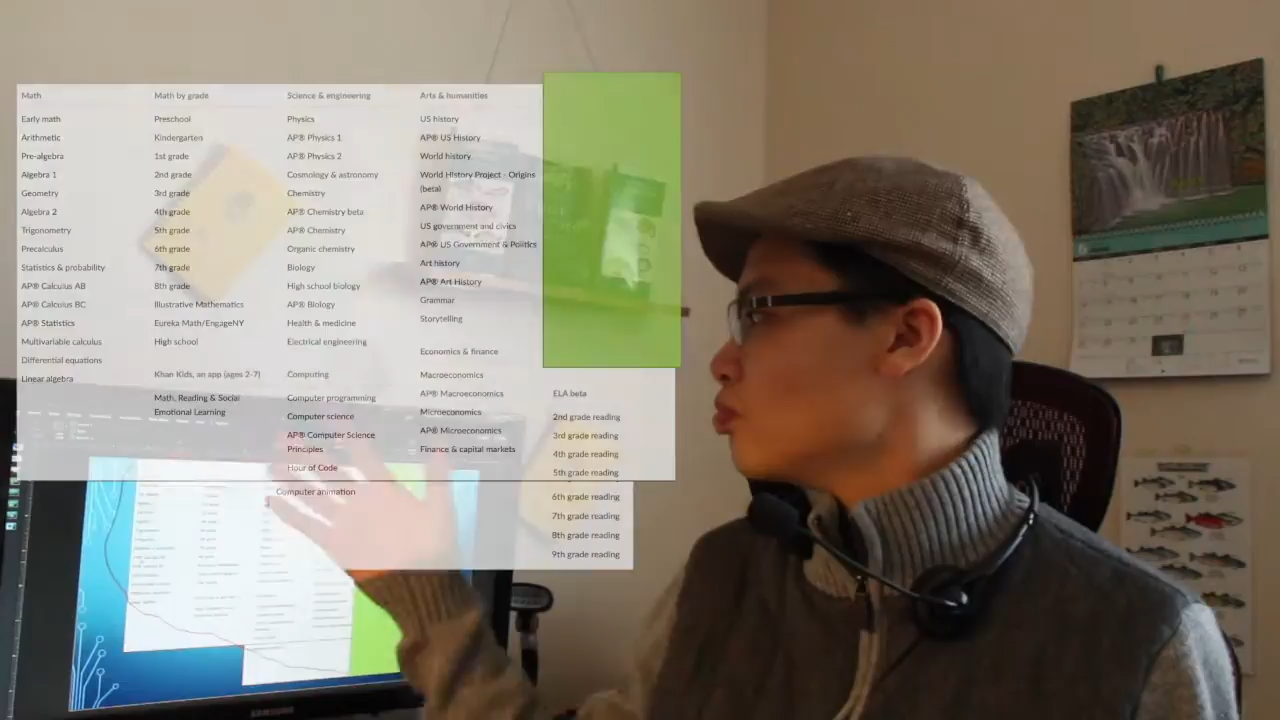 Math
Early math
Arithmetic
Pre-algebra
Algebra 1
Geometry
Algebra 2
Trigonometry
Precalculus
Statistics & probability
AP® Calculus AB
AP® Calculus BC
AP® Statistics
Multivariable calculus
Differential equations
Linear algebra
Math by grade
Preschool
Kindergarten
1st grade
2nd grade
3rd grade
4th grade
5th grade
6th grade
7th grade
8th grade
Illustrative Mathematics
Eureka Math/EngageNY
High school
Khan Kids, an app (ages 2-7)
Math, Reading & Social
Emotional Learning
Science & engineering
Physics
AP® Physics 1
AP® Physics 2
Cosmology & astronomy
Chemistry
AP® Chemistry beta
AP® Chemistry
Organic chemistry
Biology
High school biology
AP® Biology
Health & medicine
Electrical engineering
Computing
Computer programming
Computer science
AP® Computer Science
Principles
Hour of Code
Computer animation
Arts & humanities
US history
AP® US History
World history
World History Project - Origins
(beta)
AP® World History
US government and civics
AP® US Government & Politics
Art history
AP® Art History
Grammar
Storytelling
Economics & finance
Macroeconomics
AP® Macroeconomics
Microeconomics
AP® Microeconomics
Finance & capital markets
ELA beta
2nd grade reading
3rd grade reading
4th grade reading
5th grade reading
6th grade reading
7th grade reading
8th grade reading
9th grade reading
SAMSUNG